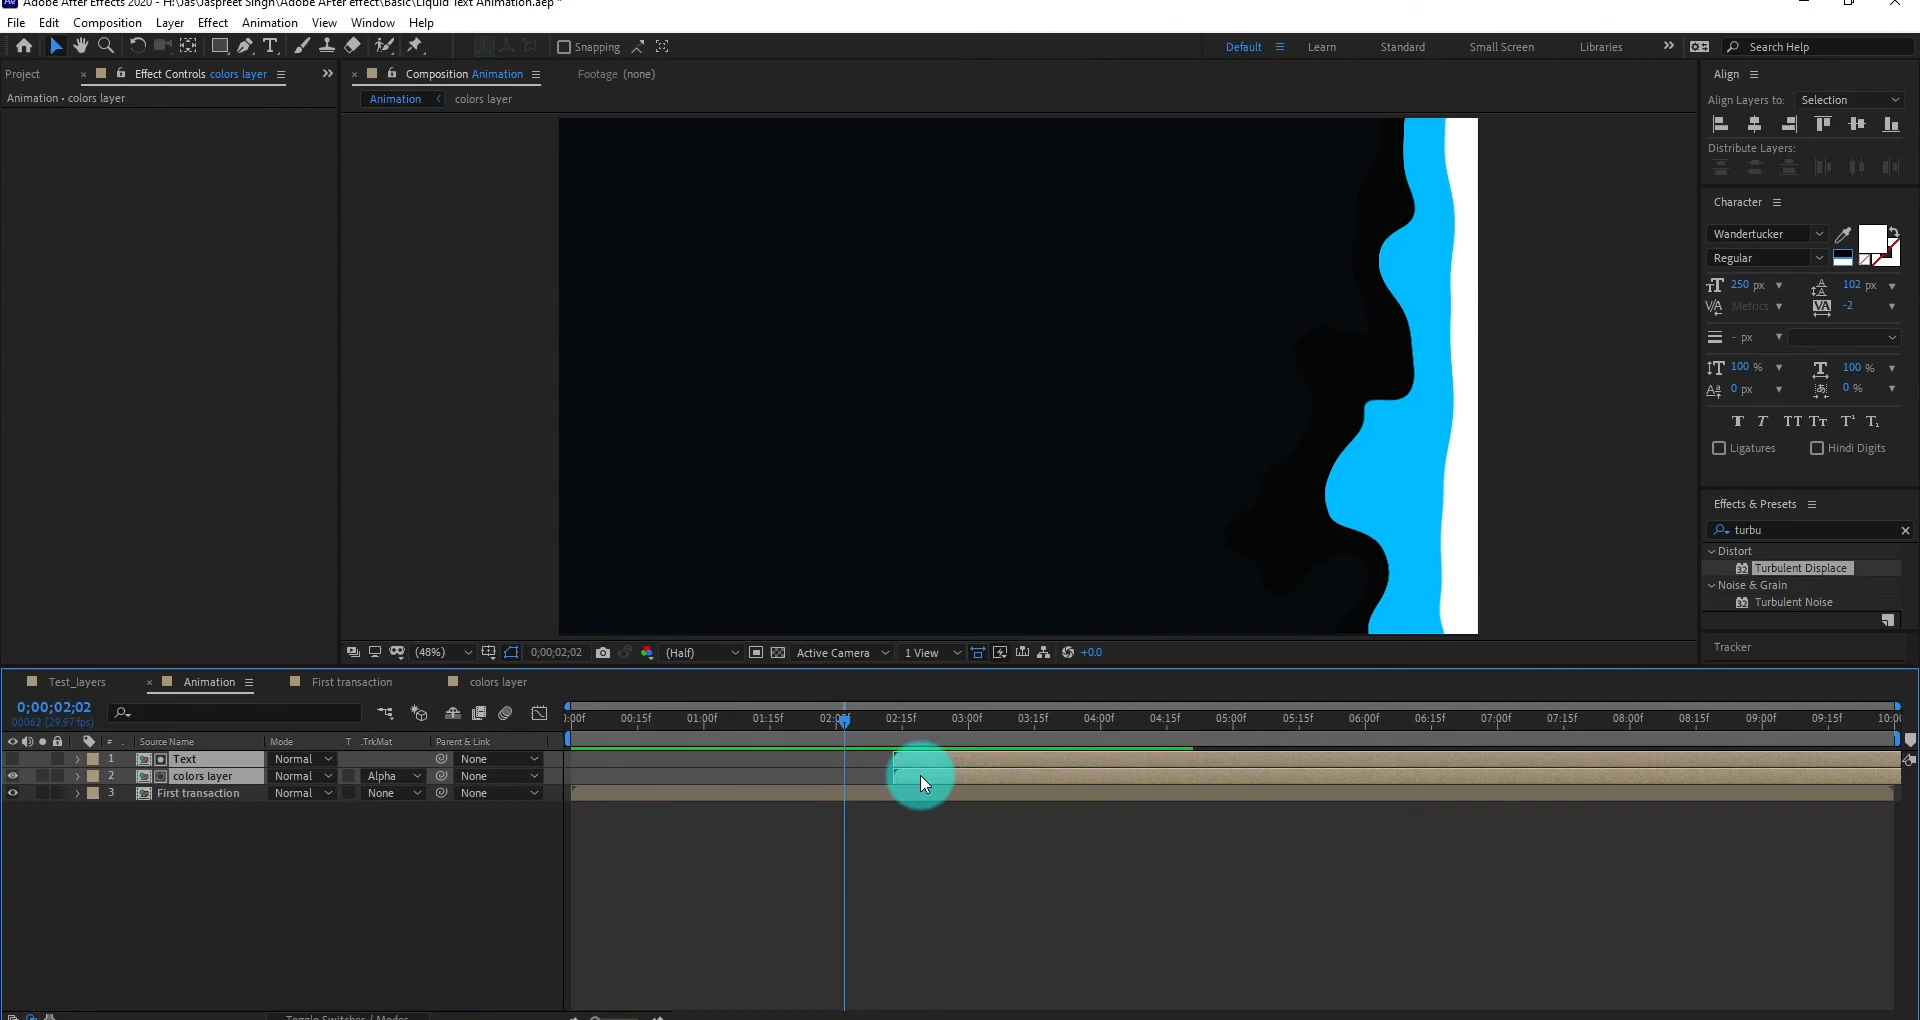 Adobe After Effects 2020 - H:\Jas\Jaspreet Singh\Adobe AFter effect\Basic\Liquid Text Animation.aep *
File Edit Composition Layer Effect Animation View Window Help
Snapping Default Learn Standard Small Screen Libraries Search Help
Project Effect Controls colors layer Composition Animation Footage (none) Align
Animation • colors layer Animation colors layer Align Layers to: Selection
Distribute Layers:
Character
Wandertucker
Regular
250 px 102 px
Metrics -2
- px
100 % 100 %
0 px 0 %
T T TT Tt T¹ T₁
Ligatures Hindi Digits
Effects & Presets
turbu
Distort
32 Turbulent Displace
Noise & Grain
32 Turbulent Noise
Tracker
(48%) 0;00;02;02 (Half) Active Camera 1 View +0.0
Test_layers Animation First transaction colors layer
0;00;02;02
00062 (29.97 fps)
:00f 00:15f 01:00f 01:15f 02:00f 02:15f 03:00f 03:15f 04:00f 04:15f 05:00f 05:15f 06:00f 06:15f 07:00f 07:15f 08:00f 08:15f 09:00f 09:15f 10:00
# Source Name Mode T .TrkMat Parent & Link
1 Text Normal None
2 colors layer Normal Alpha None
3 First transaction Normal None None
Toggle Switches / Modes